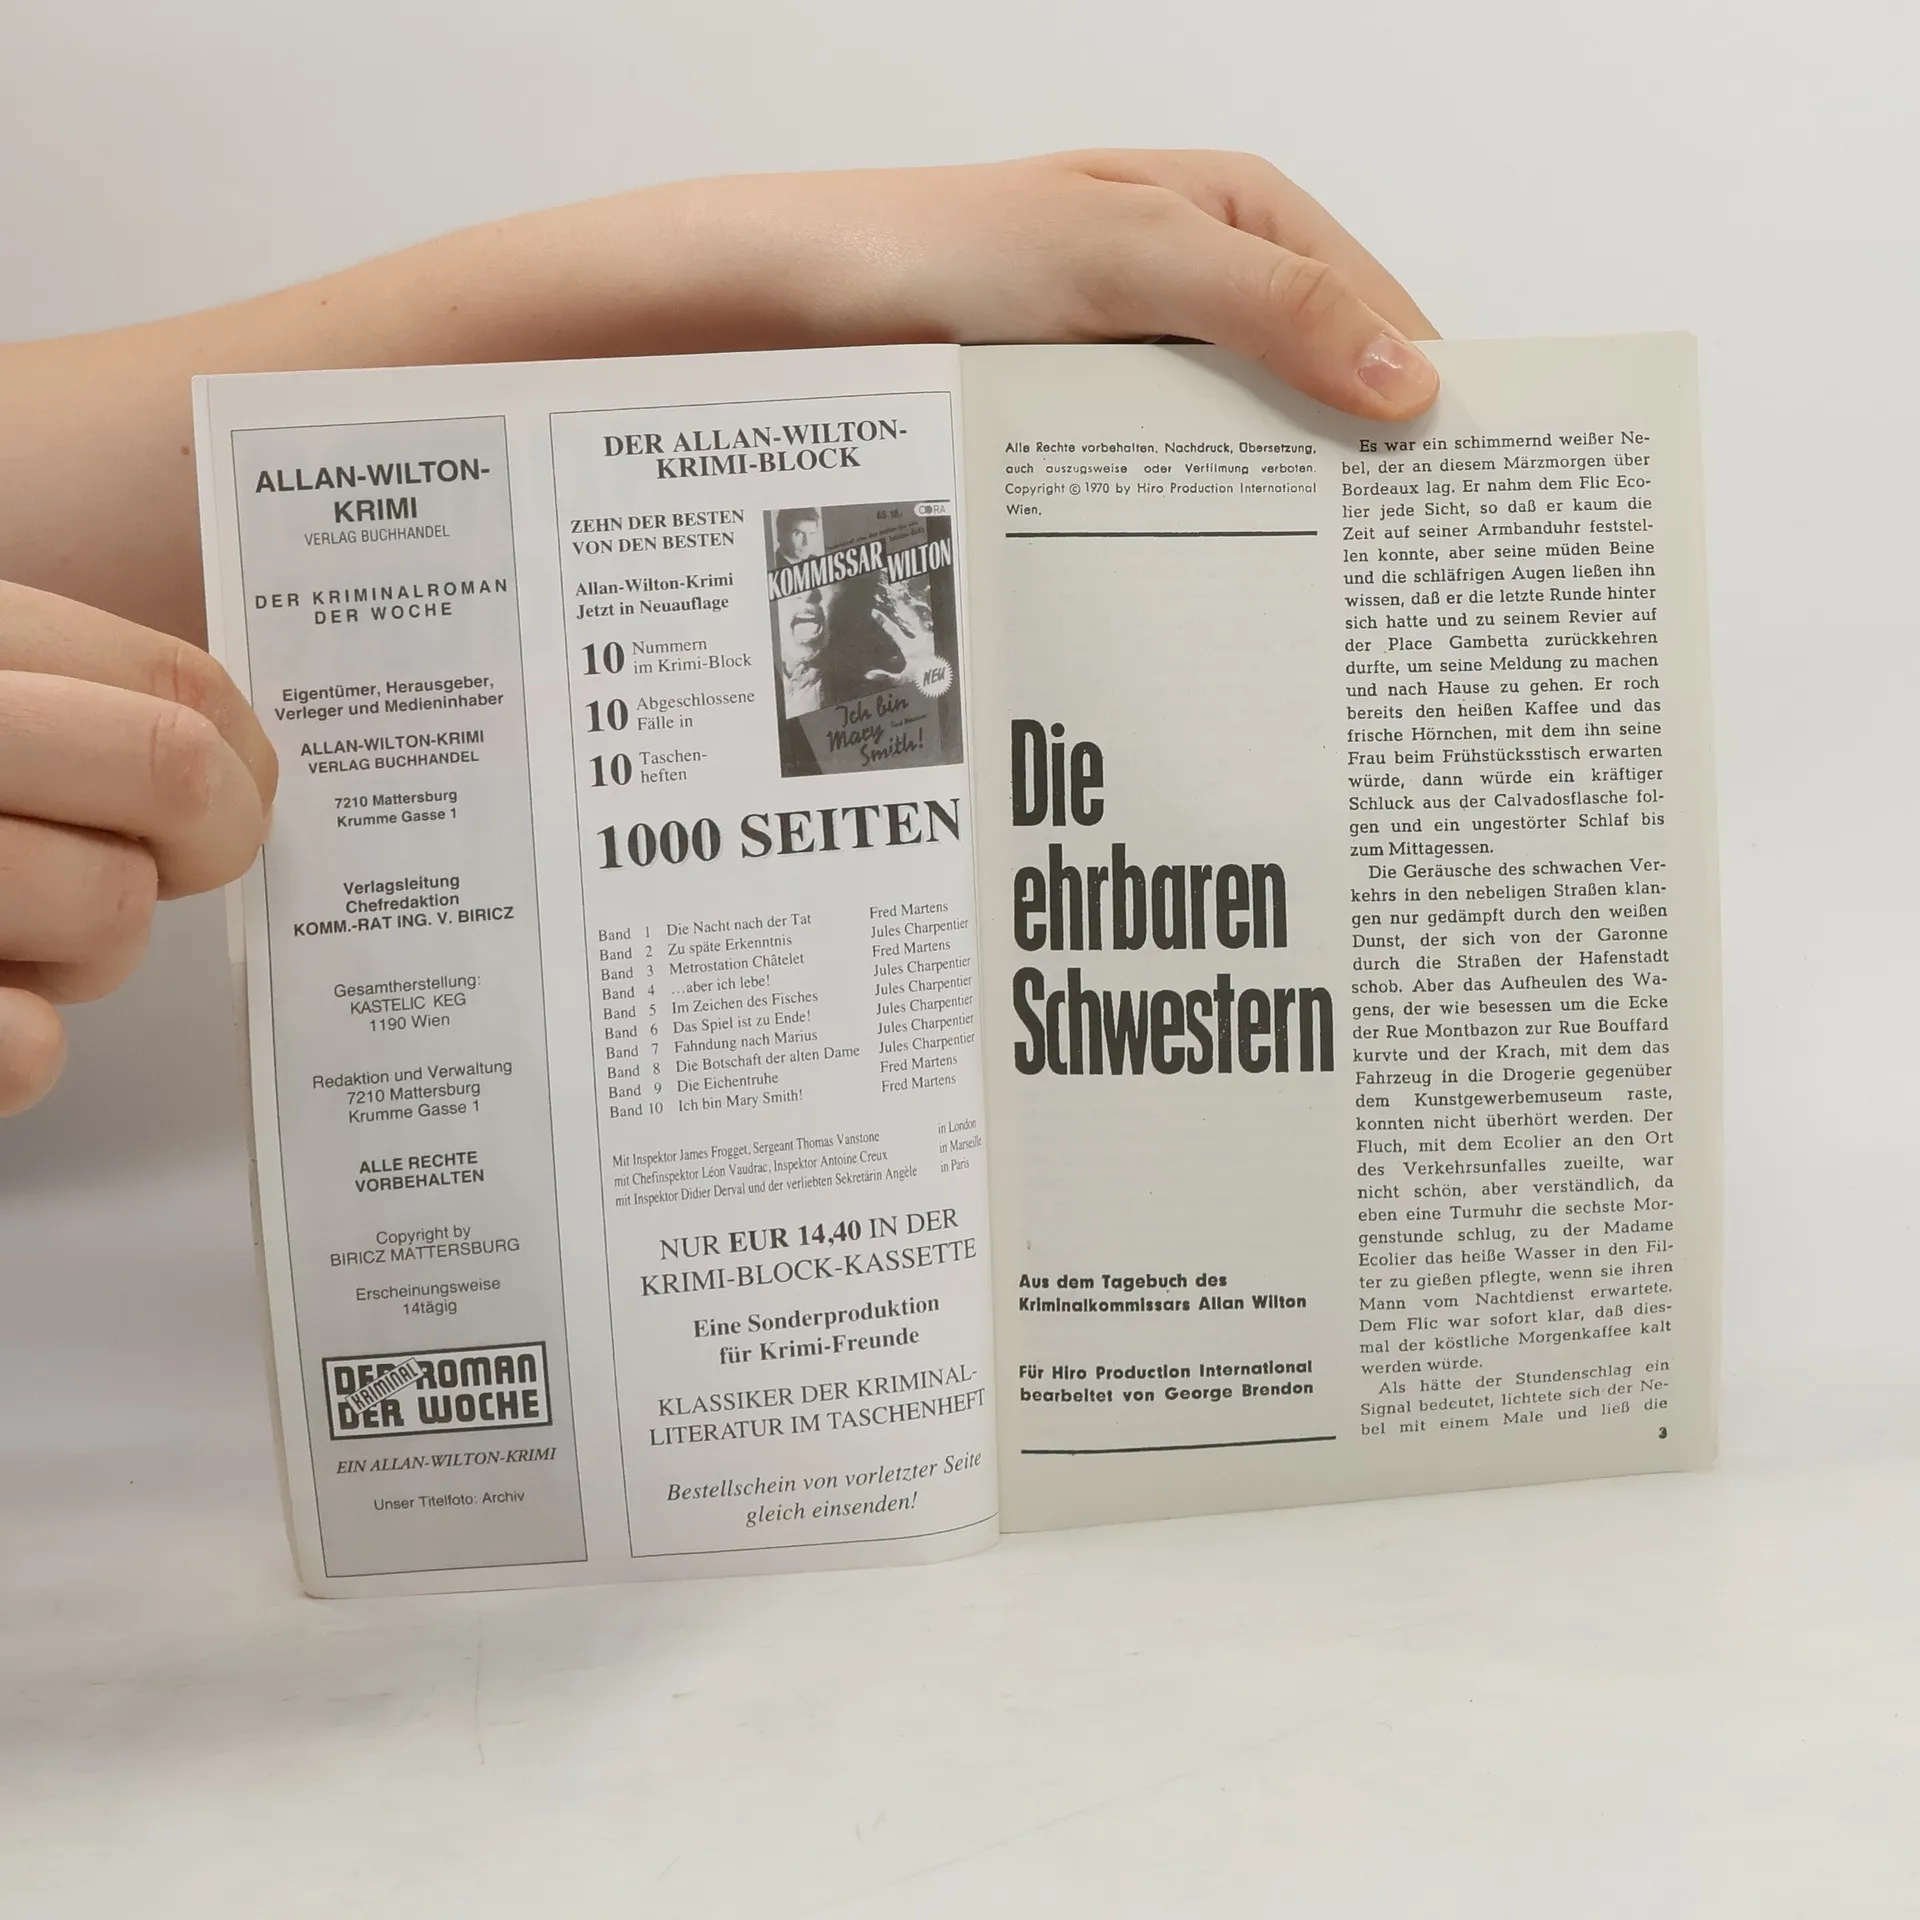 ALLAN-WILTON-
KRIMI
VERLAG BUCHHANDEL
DER KRIMINALROMAN
DER WOCHE
Eigentümer, Herausgeber,
Verleger und Medieninhaber
ALLAN-WILTON-KRIMI
VERLAG BUCHHANDEL
7210 Mattersburg
Krumme Gasse 1
Verlagsleitung
Chefredaktion
KOMM.-RAT ING. V. BIRICZ
Gesamtherstellung:
KASTELIC KEG
1190 Wien
Redaktion und Verwaltung
7210 Mattersburg
Krumme Gasse 1
ALLE RECHTE
VORBEHALTEN
Copyright by
BIRICZ MATTERSBURG
Erscheinungsweise
14tägig
DER KRIMINAL ROMAN
DER WOCHE
EIN ALLAN-WILTON-KRIMI
Unser Titelfoto: Archiv
DER ALLAN-WILTON-
KRIMI-BLOCK
ZEHN DER BESTEN
VON DEN BESTEN
Allan-Wilton-Krimi
Jetzt in Neuauflage
10 Nummern
im Krimi-Block
10 Abgeschlossene
Fälle in
10 Taschen-
heften
CORA
KOMMISSAR WILTON
NEU
Ich bin
Mary
Smith!
1000 SEITEN
Band 1 Die Nacht nach der Tat Fred Martens
Band 2 Zu späte Erkenntnis Jules Charpentier
Band 3 Metrostation Châtelet Fred Martens
Band 4 ...aber ich lebe! Jules Charpentier
Band 5 Im Zeichen des Fisches Jules Charpentier
Band 6 Das Spiel ist zu Ende! Jules Charpentier
Band 7 Fahndung nach Marius Jules Charpentier
Band 8 Die Botschaft der alten Dame Jules Charpentier
Band 9 Die Eichentruhe Fred Martens
Band 10 Ich bin Mary Smith! Fred Martens
Mit Inspektor James Frogget, Sergeant Thomas Vanstone in London
mit Chefinspektor Léon Vaudrac, Inspektor Antoine Creux in Marseille
mit Inspektor Didier Derval und der verliebten Sekretärin Angèle in Paris
NUR EUR 14,40 IN DER
KRIMI-BLOCK-KASSETTE
Eine Sonderproduktion
für Krimi-Freunde
KLASSIKER DER KRIMINAL-
LITERATUR IM TASCHENHEFT
Bestellschein von vorletzter Seite
gleich einsenden!
Alle Rechte vorbehalten. Nachdruck, Übersetzung,
auch auszugsweise oder Verfilmung verboten.
Copyright © 1970 by Hiro Production International
Wien.
Die
ehrbaren
Schwestern
Aus dem Tagebuch des
Kriminalkommissars Allan Wilton
Für Hiro Production International
bearbeitet von George Brendon
Es war ein schimmernd weißer Ne-
bel, der an diesem Märzmorgen über
Bordeaux lag. Er nahm dem Flic Eco-
lier jede Sicht, so daß er kaum die
Zeit auf seiner Armbanduhr feststel-
len konnte, aber seine müden Beine
und die schläfrigen Augen ließen ihn
wissen, daß er die letzte Runde hinter
sich hatte und zu seinem Revier auf
der Place Gambetta zurückkehren
durfte, um seine Meldung zu machen
und nach Hause zu gehen. Er roch
bereits den heißen Kaffee und das
frische Hörnchen, mit dem ihn seine
Frau beim Frühstücksstisch erwarten
würde, dann würde ein kräftiger
Schluck aus der Calvadosflasche fol-
gen und ein ungestörter Schlaf bis
zum Mittagessen.
Die Geräusche des schwachen Ver-
kehrs in den nebeligen Straßen klan-
gen nur gedämpft durch den weißen
Dunst, der sich von der Garonne
durch die Straßen der Hafenstadt
schob. Aber das Aufheulen des Wa-
gens, der wie besessen um die Ecke
der Rue Montbazon zur Rue Bouffard
kurvte und der Krach, mit dem das
Fahrzeug in die Drogerie gegenüber
dem Kunstgewerbemuseum raste,
konnten nicht überhört werden. Der
Fluch, mit dem Ecolier an den Ort
des Verkehrsunfalles zueilte, war
nicht schön, aber verständlich, da
eben eine Turmuhr die sechste Mor-
genstunde schlug, zu der Madame
Ecolier das heiße Wasser in den Fil-
ter zu gießen pflegte, wenn sie ihren
Mann vom Nachtdienst erwartete.
Dem Flic war sofort klar, daß dies-
mal der köstliche Morgenkaffee kalt
werden würde.
Als hätte der Stundenschlag ein
Signal bedeutet, lichtete sich der Ne-
bel mit einem Male und ließ die
3